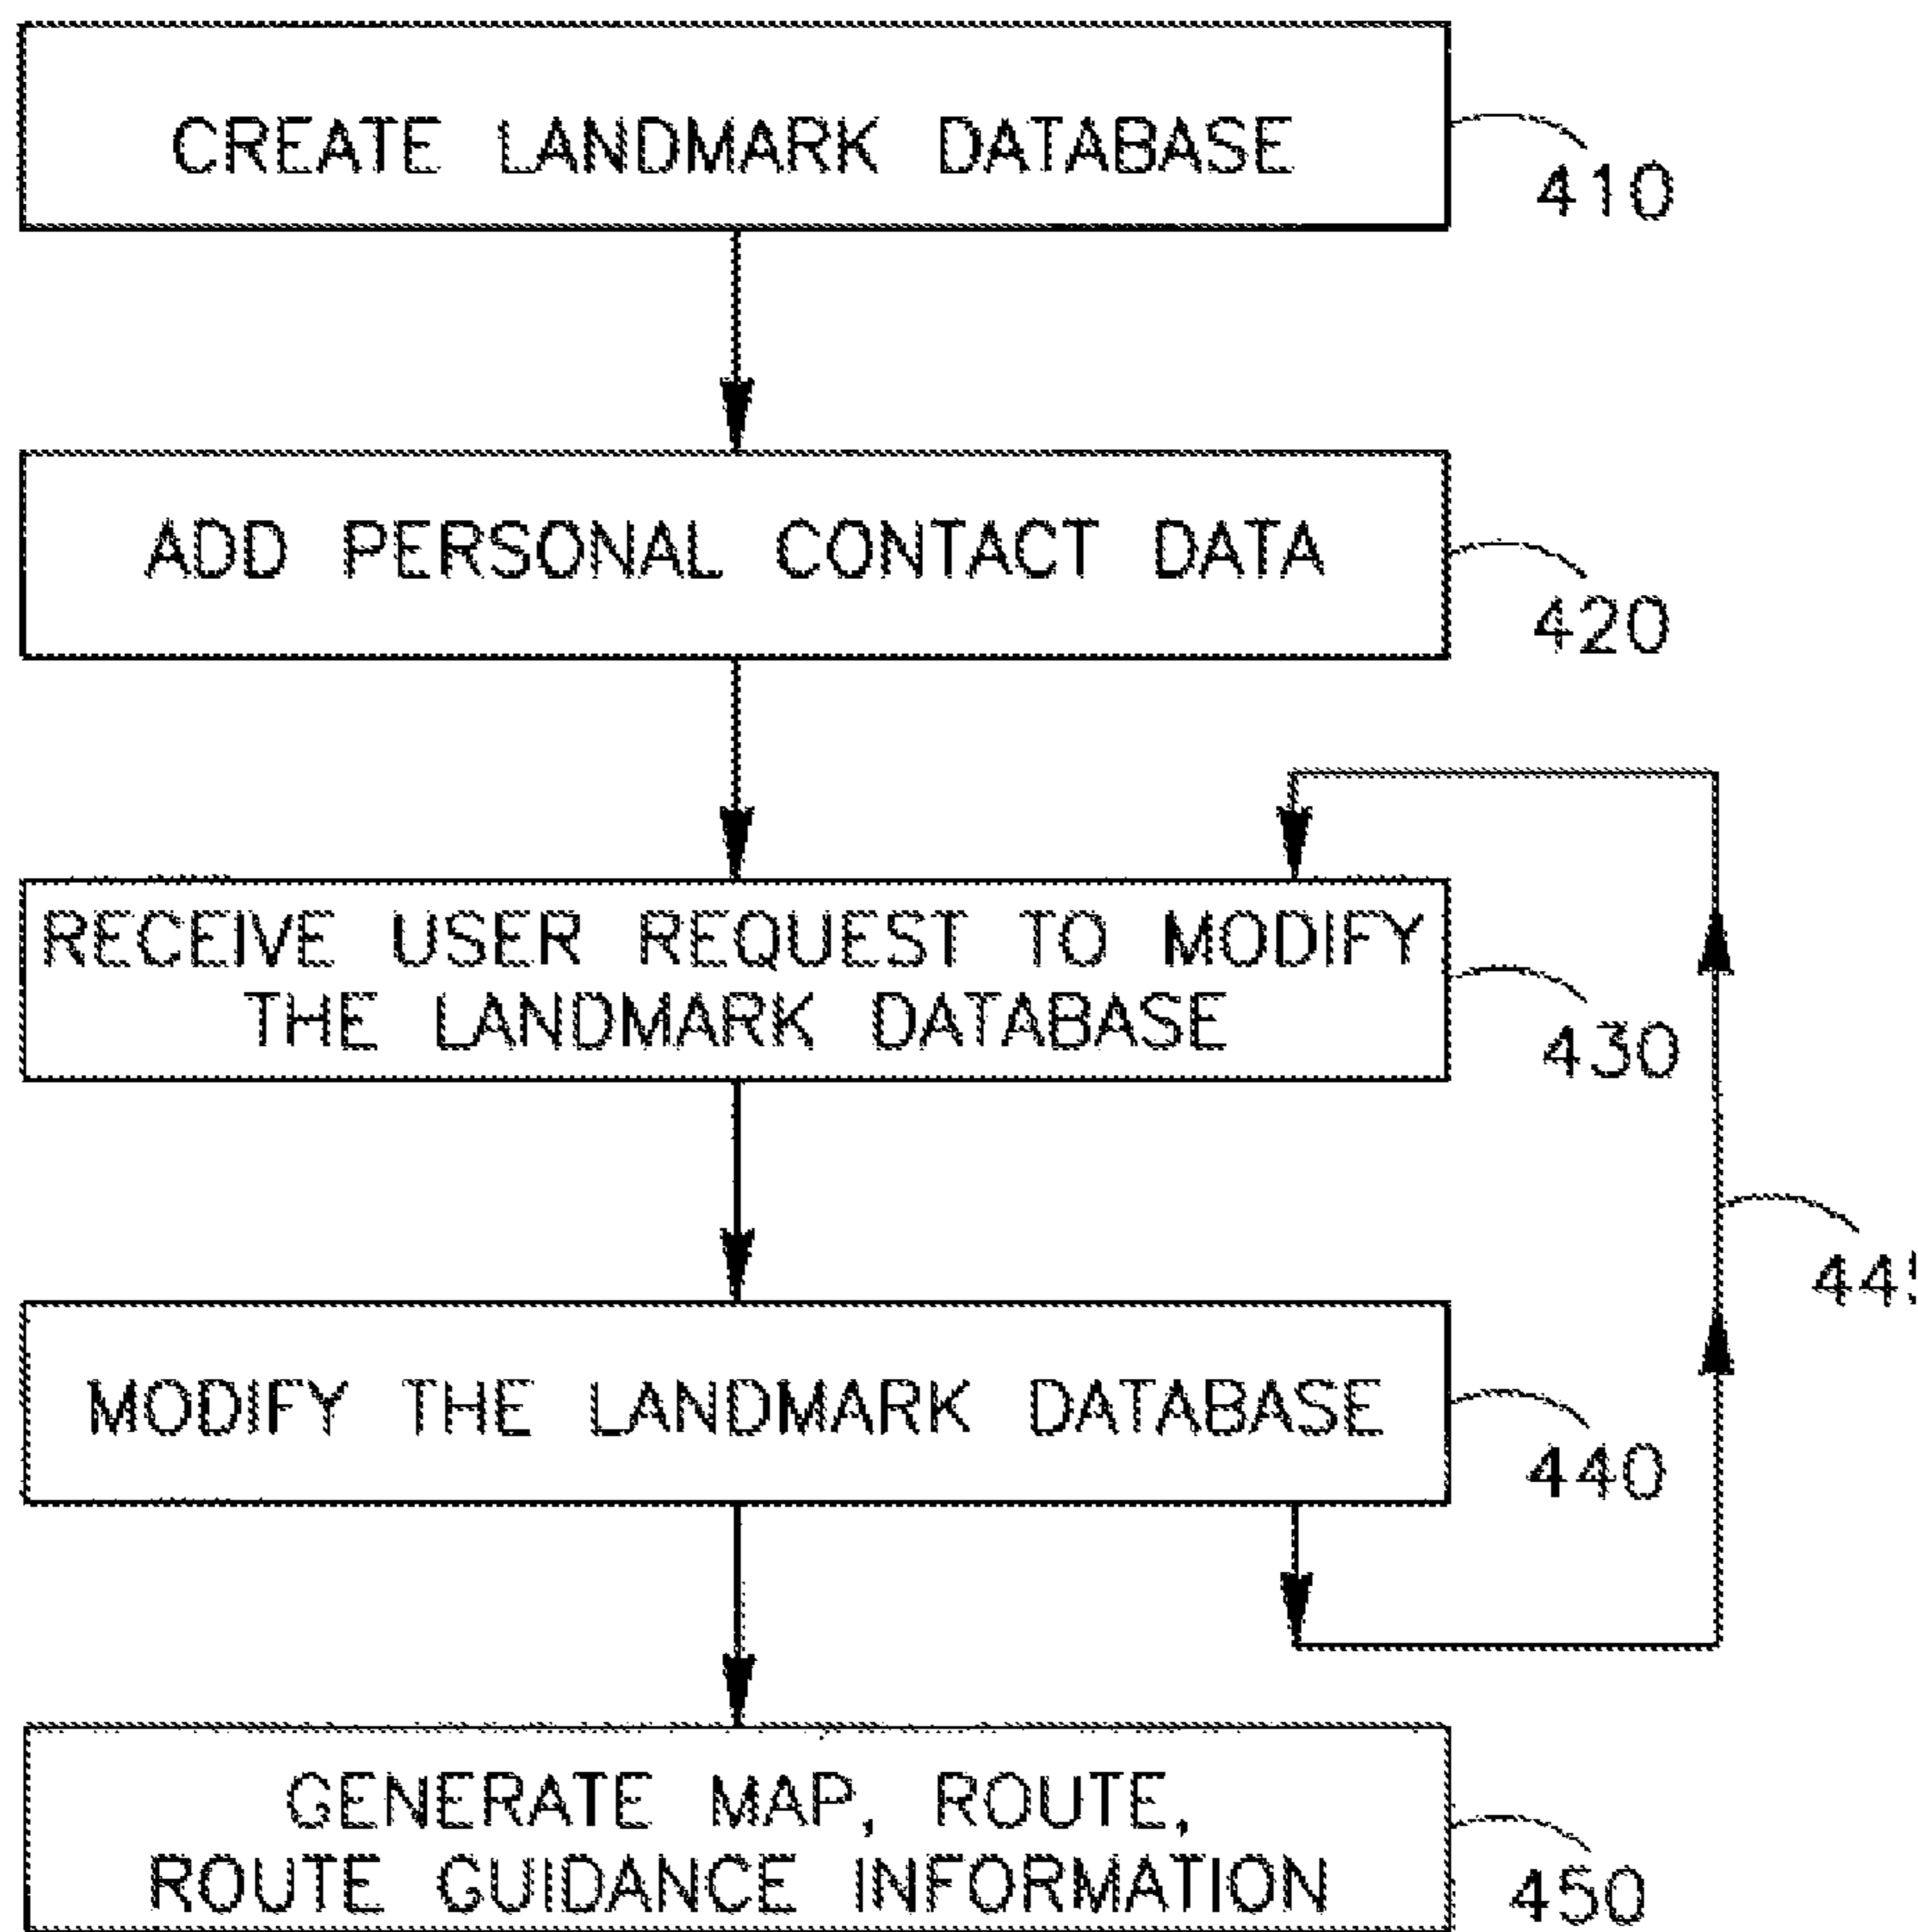 CREATE LANDMARK DATABASE
410
ADD PERSONAL CONTACT DATA
420
RECEIVE USER REQUEST TO MODIFY
THE LANDMARK DATABASE
430
445
MODIFY THE LANDMARK DATABASE
440
GENERATE MAP, ROUTE,
ROUTE GUIDANCE INFORMATION
450